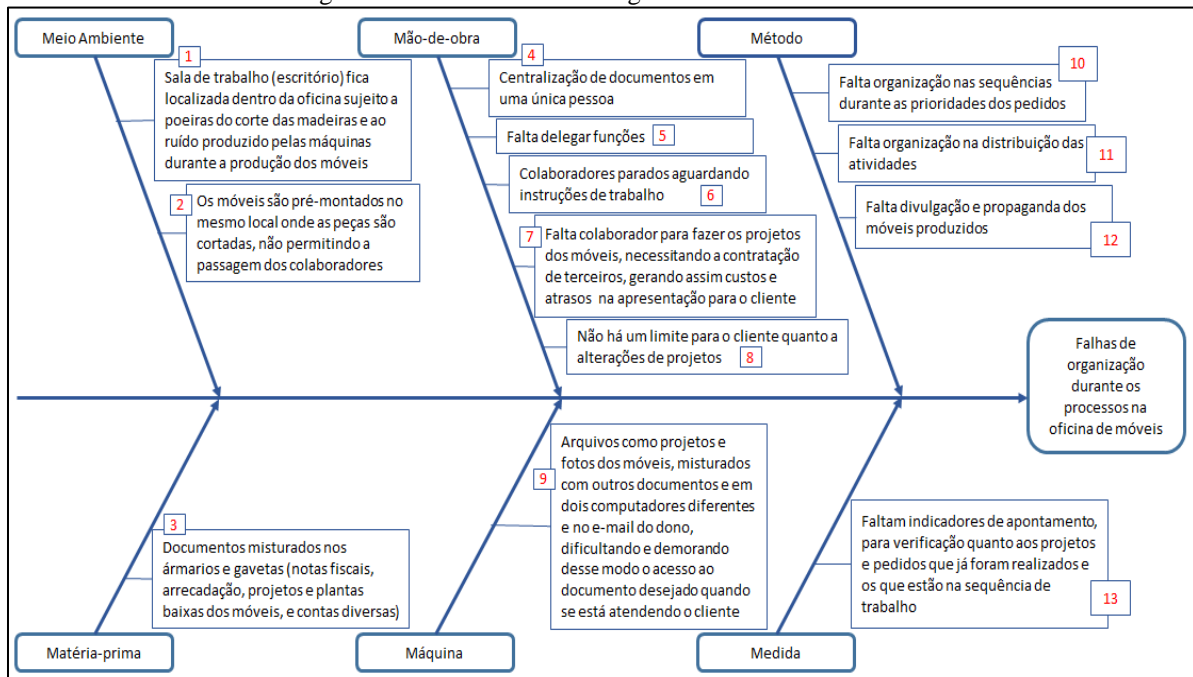 Meio Ambiente
1
Sala de trabalho (escritório) fica
localizada dentro da oficina sujeito a
poeiras do corte das madeiras e ao
ruído produzido pelas máquinas
durante a produção dos móveis
2
Os móveis são pré-montados no
mesmo local onde as peças são
cortadas, não permitindo a
passagem dos colaboradores
Mão-de-obra
4
Centralização de documentos em
uma única pessoa
Falta delegar funções 5
Colaboradores parados aguardando
instruções de trabalho 6
7
Falta colaborador para fazer os projetos
dos móveis, necessitando a contratação
de terceiros, gerando assim custos e
atrasos na apresentação para o cliente
Não há um limite para o cliente quanto a
alterações de projetos 8
Método
10
Falta organização nas sequências
durante as prioridades dos pedidos
Falta organização na distribuição das
atividades 11
Falta divulgação e propaganda dos
móveis produzidos 12
Falhas de
organização
durante os
processos na
oficina de móveis
3
Documentos misturados nos
ármarios e gavetas (notas fiscais,
arrecadação, projetos e plantas
baixas dos móveis, e contas diversas)
Matéria-prima
Arquivos como projetos e
9 fotos dos móveis, misturados
com outros documentos e em
dois computadores diferentes
e no e-mail do dono,
dificultando e demorando
desse modo o acesso ao
documento desejado quando
se está atendendo o cliente
Máquina
Faltam indicadores de apontamento,
para verificação quanto aos projetos
e pedidos que já foram realizados e
os que estão na sequência de
trabalho 13
Medida